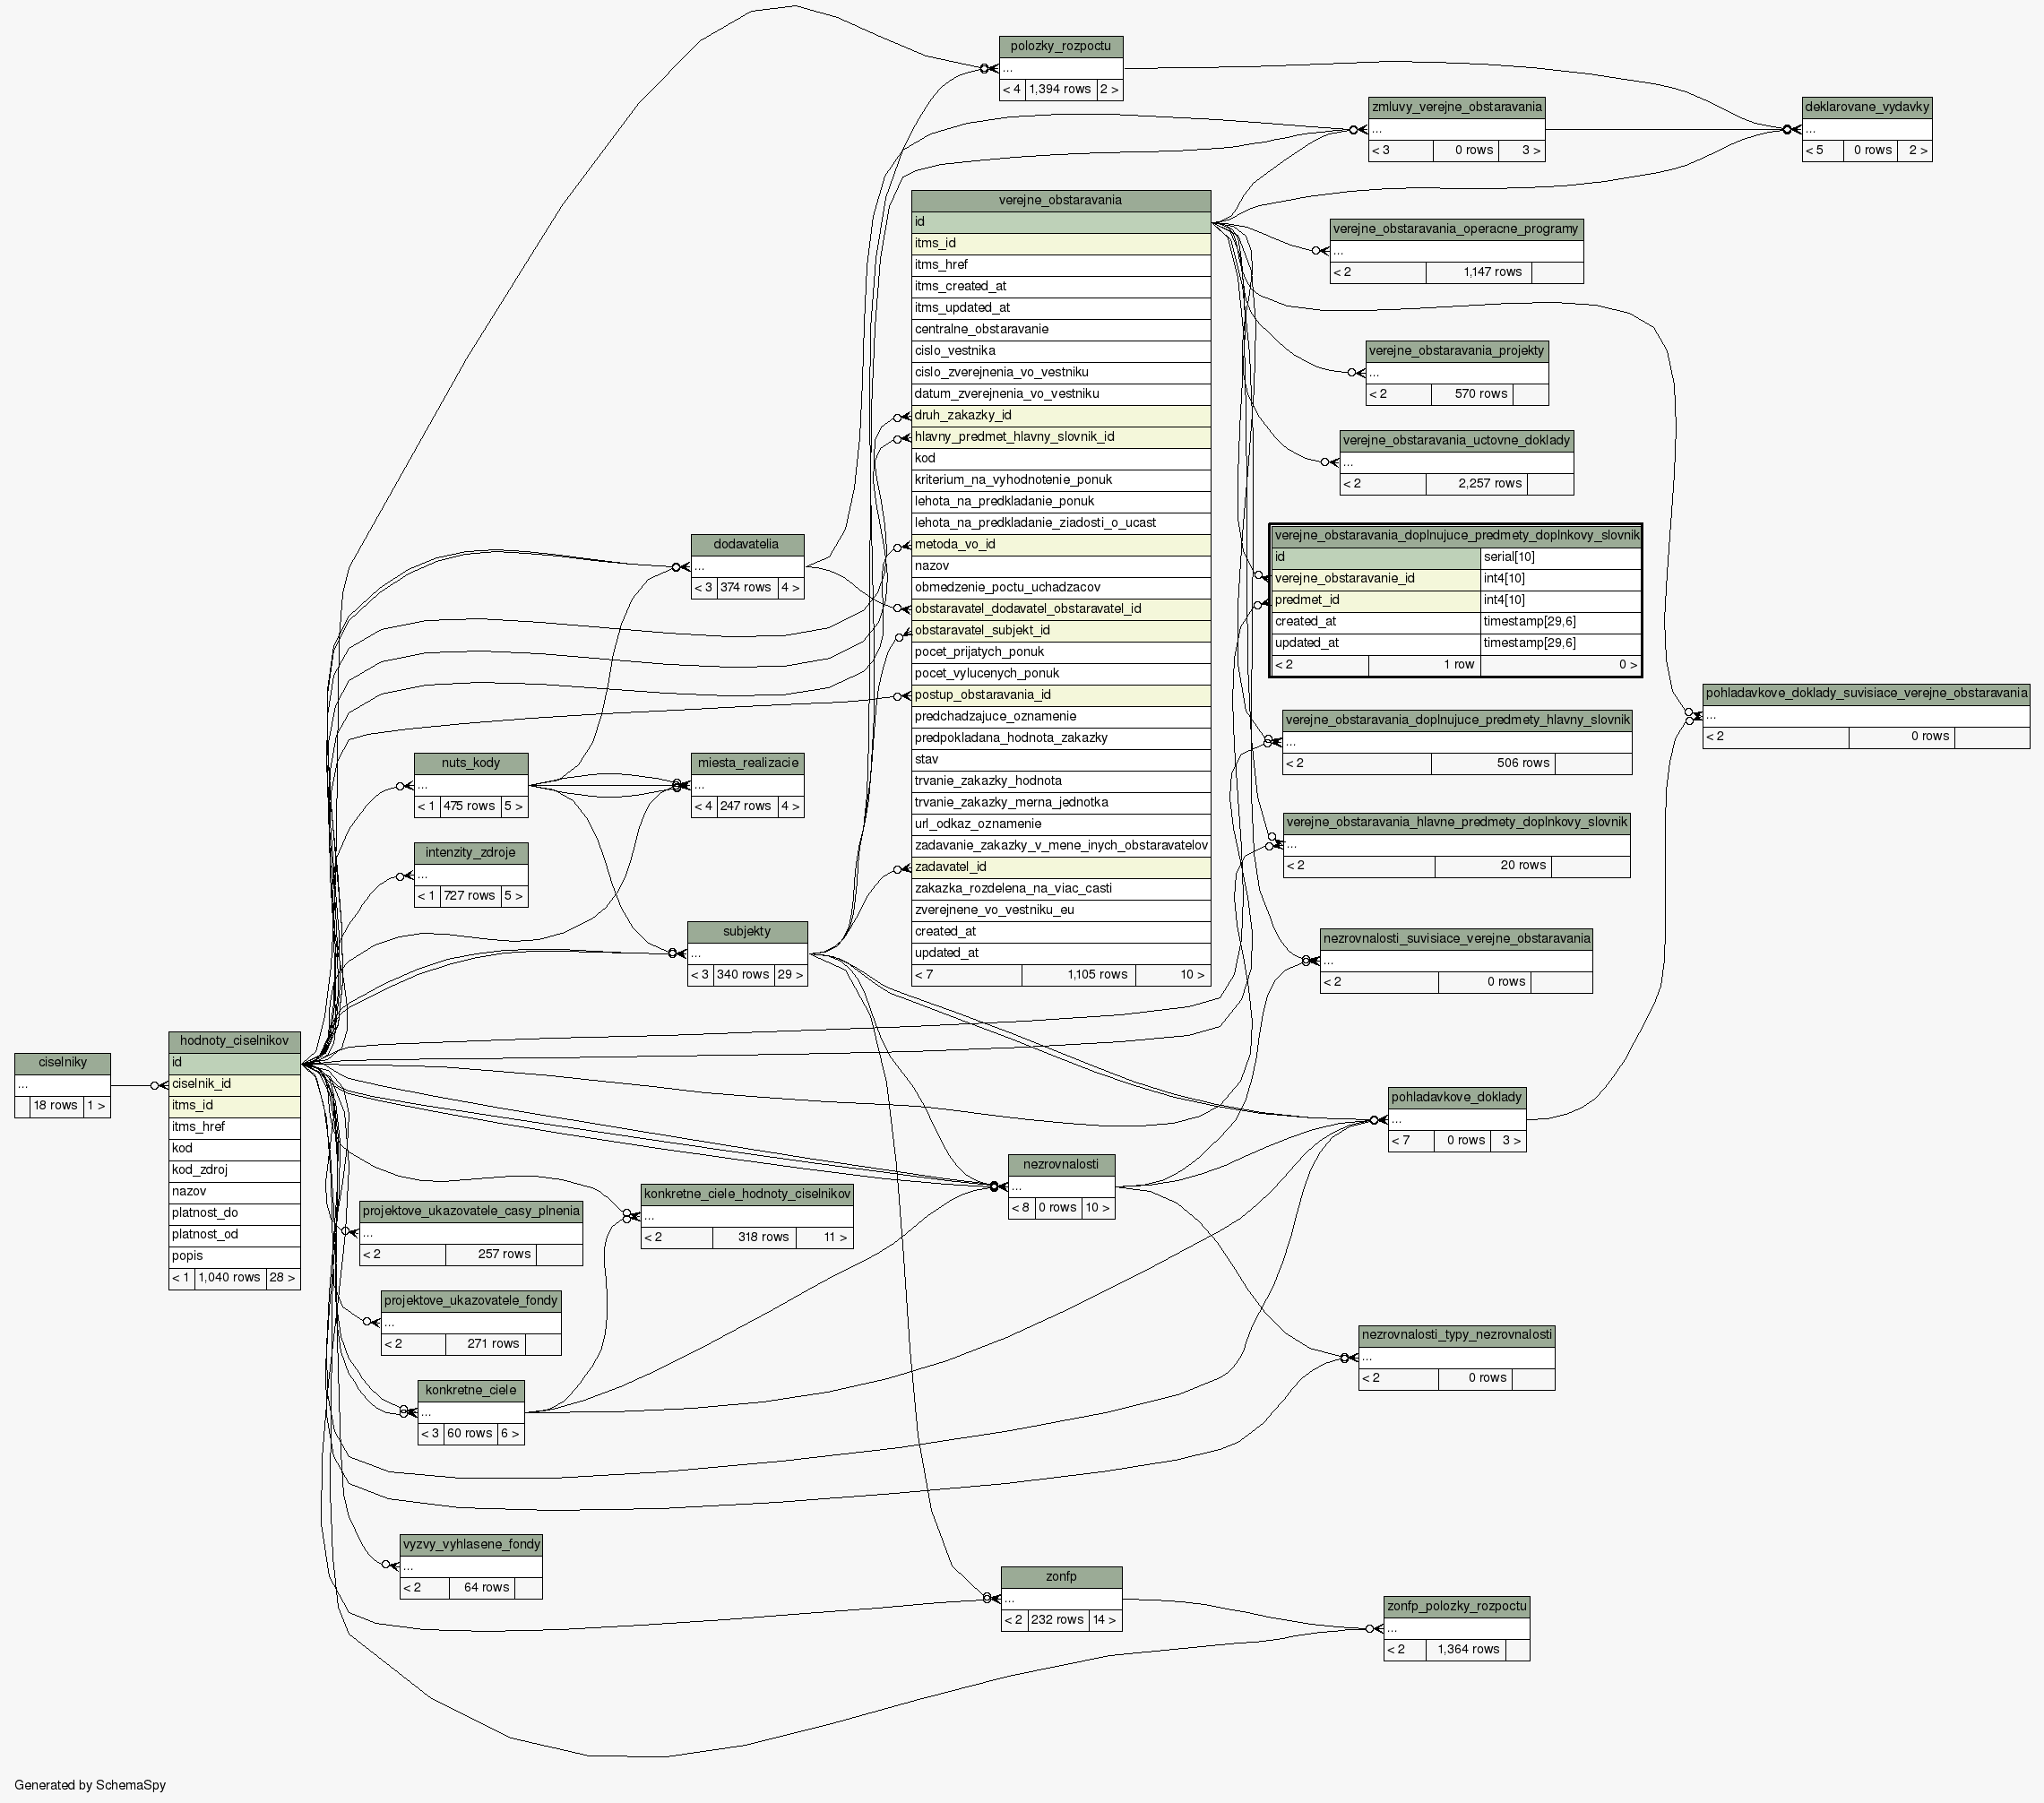 polozky_rozpoctu
...
< 4 1,394 rows 2 >
zmluvy_verejne_obstaravania
...
< 3 0 rows 3 >
deklarovane_vydavky
...
< 5 0 rows 2 >
verejne_obstaravania
id
itms_id
itms_href
itms_created_at
itms_updated_at
centralne_obstaravanie
cislo_vestnika
cislo_zverejnenia_vo_vestniku
datum_zverejnenia_vo_vestniku
druh_zakazky_id
hlavny_predmet_hlavny_slovnik_id
kod
kriterium_na_vyhodnotenie_ponuk
lehota_na_predkladanie_ponuk
lehota_na_predkladanie_ziadosti_o_ucast
metoda_vo_id
nazov
obmedzenie_poctu_uchadzacov
obstaravatel_dodavatel_obstaravatel_id
obstaravatel_subjekt_id
pocet_prijatych_ponuk
pocet_vylucenych_ponuk
postup_obstaravania_id
predchadzajuce_oznamenie
predpokladana_hodnota_zakazky
stav
trvanie_zakazky_hodnota
trvanie_zakazky_merna_jednotka
url_odkaz_oznamenie
zadavanie_zakazky_v_mene_inych_obstaravatelov
zadavatel_id
zakazka_rozdelena_na_viac_casti
zverejnene_vo_vestniku_eu
created_at
updated_at
< 7 1,105 rows 10 >
verejne_obstaravania_operacne_programy
...
< 2 1,147 rows
verejne_obstaravania_projekty
...
< 2 570 rows
verejne_obstaravania_uctovne_doklady
...
< 2 2,257 rows
verejne_obstaravania_doplnujuce_predmety_doplnkovy_slovnik
id serial[10]
verejne_obstaravanie_id int4[10]
predmet_id int4[10]
created_at timestamp[29,6]
updated_at timestamp[29,6]
< 2 1 row 0 >
dodavatelia
...
< 3 374 rows 4 >
pohladavkove_doklady_suvisiace_verejne_obstaravania
...
< 2 0 rows
verejne_obstaravania_doplnujuce_predmety_hlavny_slovnik
...
< 2 506 rows
nuts_kody
...
< 1 475 rows 5 >
miesta_realizacie
...
< 4 247 rows 4 >
verejne_obstaravania_hlavne_predmety_doplnkovy_slovnik
...
< 2 20 rows
intenzity_zdroje
...
< 1 727 rows 5 >
subjekty
...
< 3 340 rows 29 >
nezrovnalosti_suvisiace_verejne_obstaravania
...
< 2 0 rows
ciselniky
...
18 rows 1 >
hodnoty_ciselnikov
id
ciselnik_id
itms_id
itms_href
kod
kod_zdroj
nazov
platnost_do
platnost_od
popis
< 1 1,040 rows 28 >
pohladavkove_doklady
...
< 7 0 rows 3 >
nezrovnalosti
...
< 8 0 rows 10 >
konkretne_ciele_hodnoty_ciselnikov
...
< 2 318 rows 11 >
projektove_ukazovatele_casy_plnenia
...
< 2 257 rows
projektove_ukazovatele_fondy
...
< 2 271 rows
nezrovnalosti_typy_nezrovnalosti
...
< 2 0 rows
konkretne_ciele
...
< 3 60 rows 6 >
vyzvy_vyhlasene_fondy
...
< 2 64 rows
zonfp
...
< 2 232 rows 14 >
zonfp_polozky_rozpoctu
...
< 2 1,364 rows
Generated by SchemaSpy